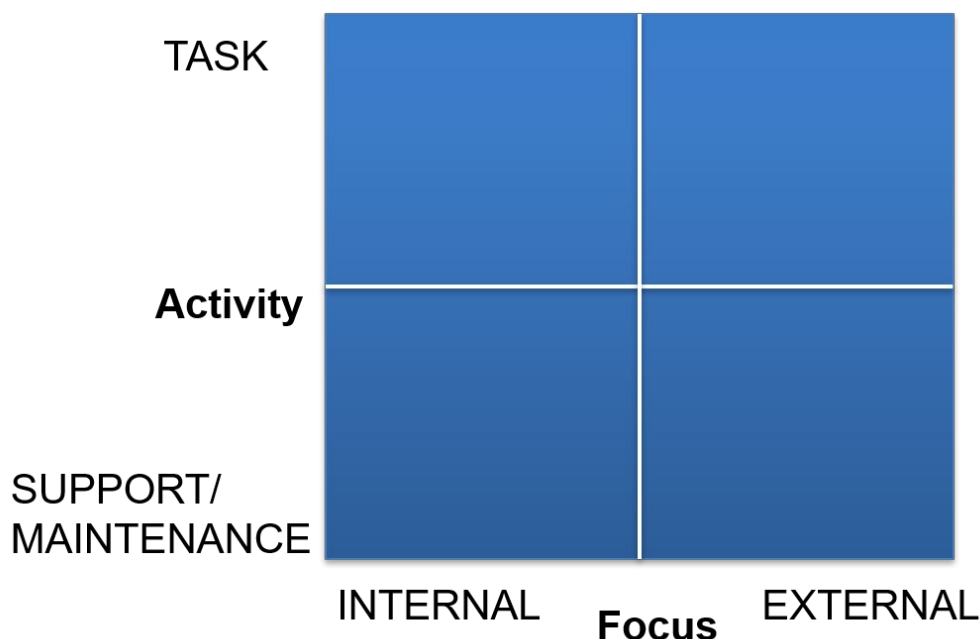 TASK
Activity
SUPPORT/
MAINTENANCE
INTERNAL
Focus
EXTERNAL